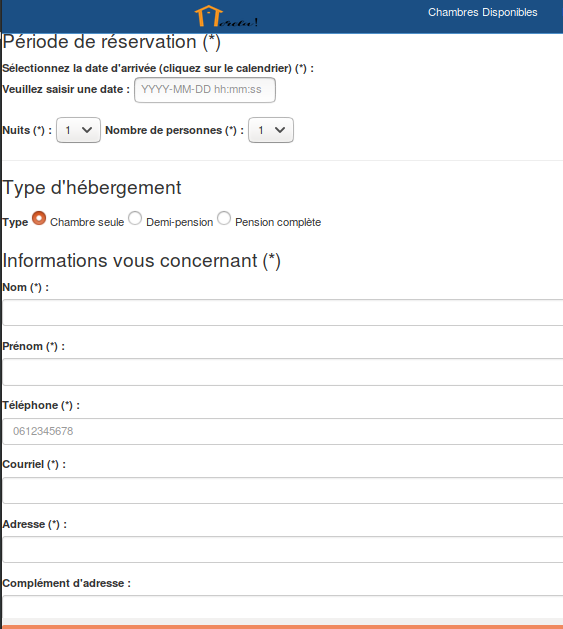 Chambres Disponibles
Période de réservation (*)
Sélectionnez la date d'arrivée (cliquez sur le calendrier) (*) :
Veuillez saisir une date : YYYY-MM-DD hh:mm:ss
Nuits (*) : 1 Nombre de personnes (*) : 1
Type d'hébergement
Type Chambre seule Demi-pension Pension complète
Informations vous concernant (*)
Nom (*) :
Prénom (*) :
Téléphone (*) :
0612345678
Courriel (*) :
Adresse (*) :
Complément d'adresse :